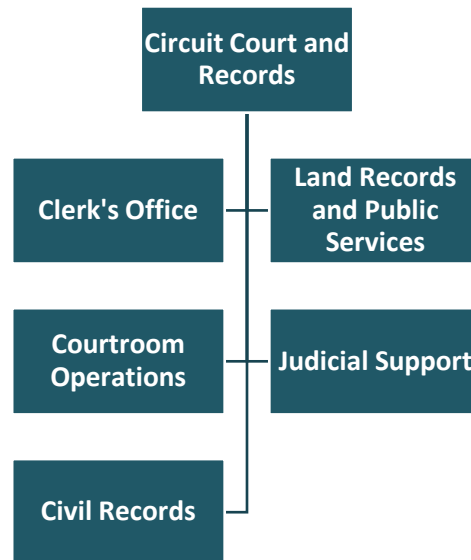 Circuit Court and
Records
Clerk's Office
Land Records
and Public
Services
Courtroom
Operations
Judicial Support
Civil Records